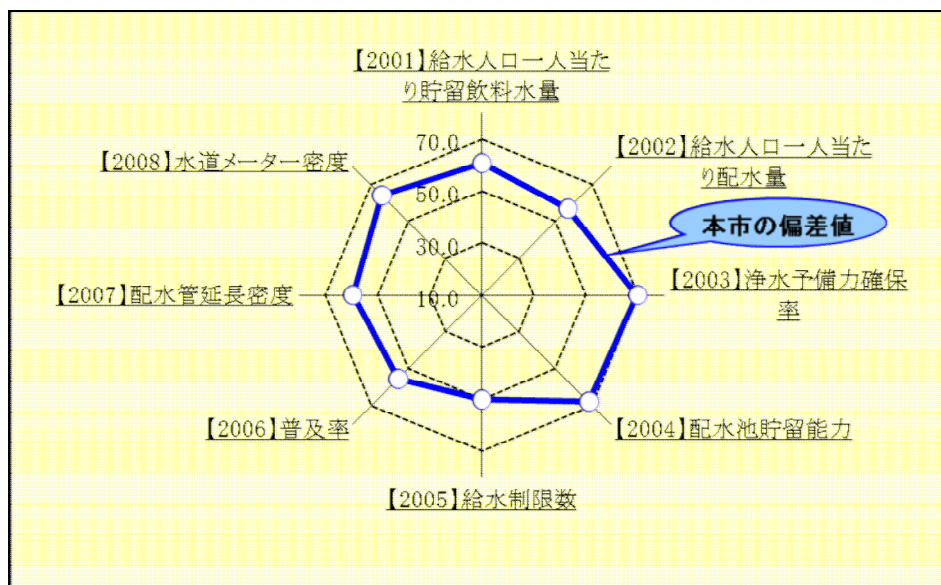 【2001】給水人口一人当た
り貯留飲料水量
70.0
【2008】水道メーター密度
【2002】給水人口一人当た
り配水量
50.0
本市の偏差値
30.0
【2007】配水管延長密度
10.0
【2003】浄水予備力確保
率
【2006】普及率
【2004】配水池貯留能力
【2005】給水制限数